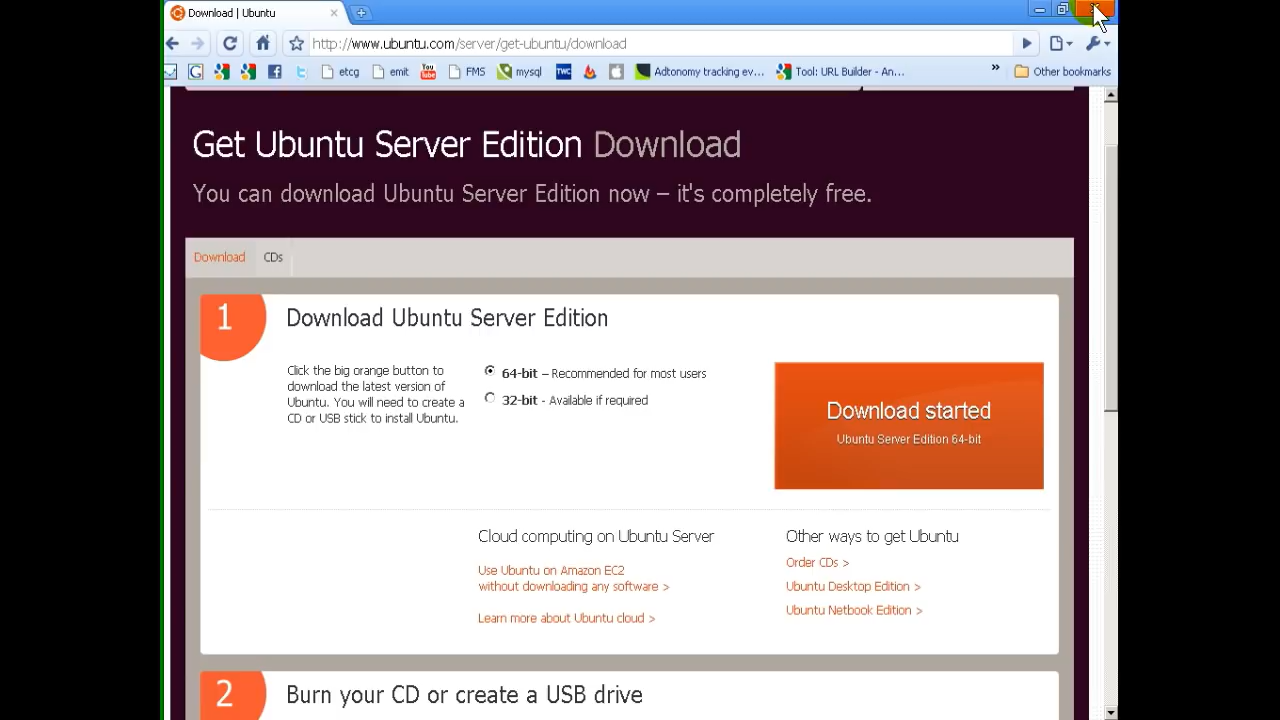 Download | Ubuntu
http://www.ubuntu.com/server/get-ubuntu/download
etcg emit You Tube FMS mysql TWC Adtonomy tracking ev... Tool: URL Builder - An... » Other bookmarks
Get Ubuntu Server Edition Download
You can download Ubuntu Server Edition now – it's completely free.
Download CDs
1 Download Ubuntu Server Edition
Click the big orange button to
download the latest version of
Ubuntu. You will need to create a
CD or USB stick to install Ubuntu.
64-bit – Recommended for most users
32-bit - Available if required
Download started
Ubuntu Server Edition 64-bit
Cloud computing on Ubuntu Server
Use Ubuntu on Amazon EC2
without downloading any software >
Learn more about Ubuntu cloud >
Other ways to get Ubuntu
Order CDs >
Ubuntu Desktop Edition >
Ubuntu Netbook Edition >
2 Burn your CD or create a USB drive